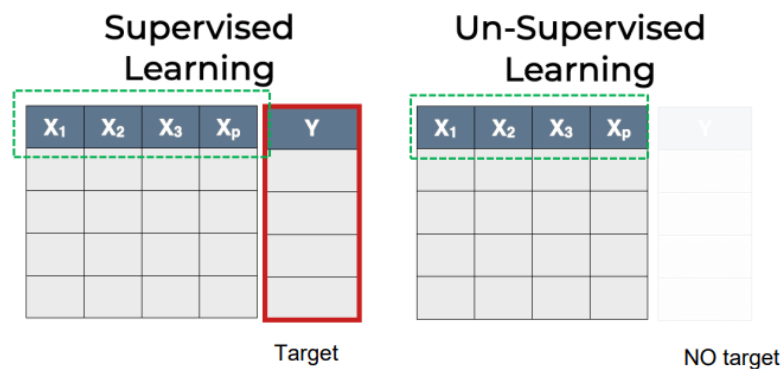 Supervised
Learning
X₁ X₂ X₃ Xₚ Y
Target
Un-Supervised
Learning
X₁ X₂ X₃ Xₚ Y
NO target